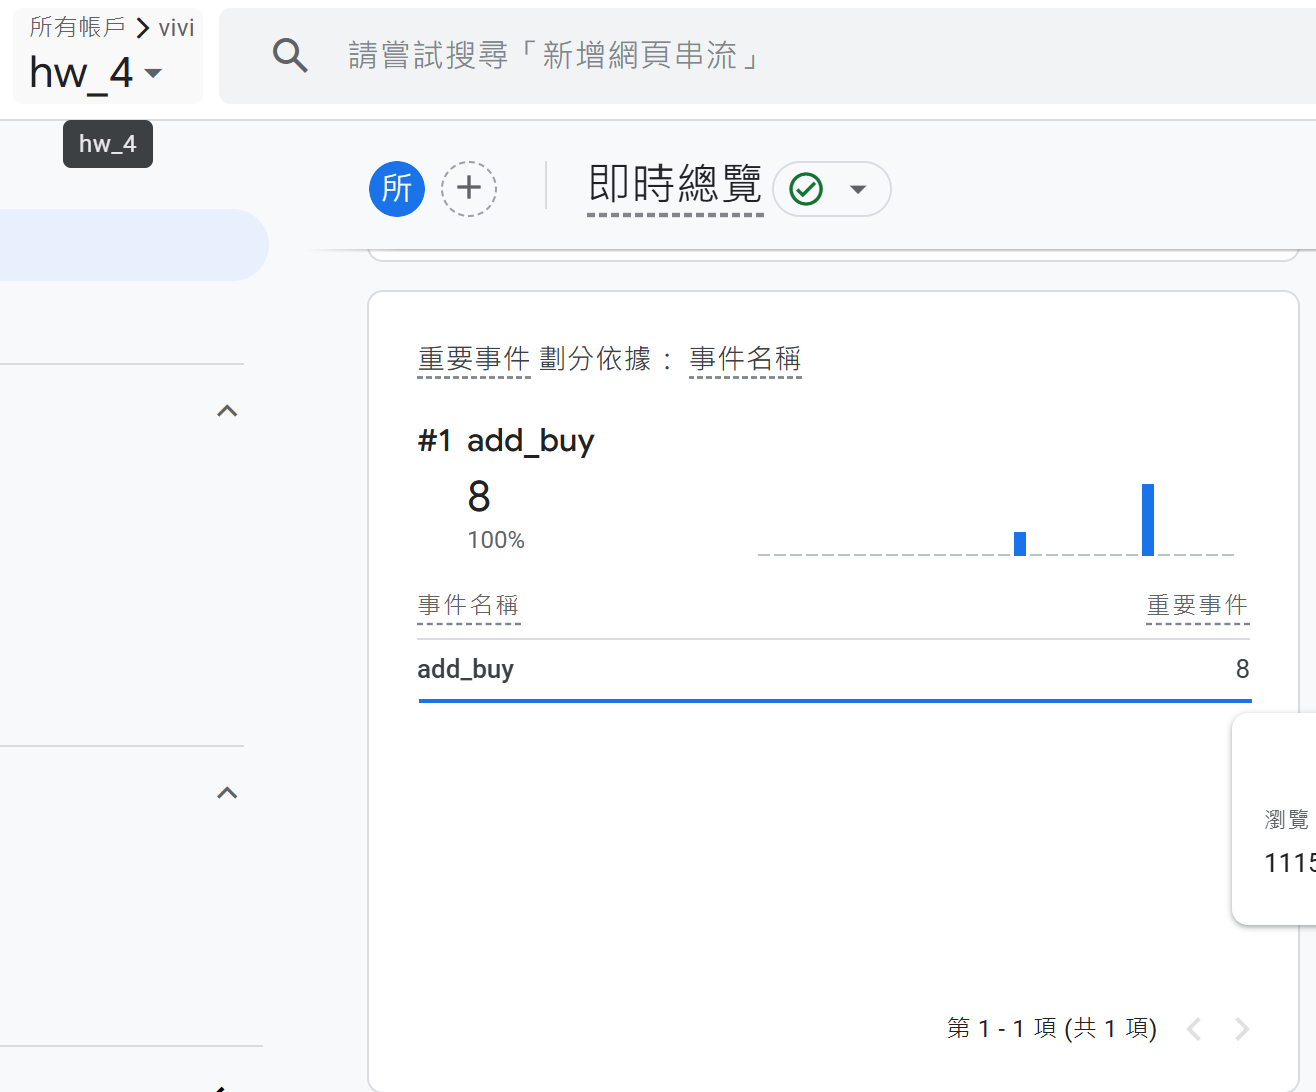 所有帳戶 > vivi
hw_4
請嘗試搜尋「新增網頁串流」
hw_4
所
即時總覽
重要事件 劃分依據： 事件名稱
#1 add_buy
8
100%
事件名稱 重要事件
add_buy 8
瀏覽
1115
第 1 - 1 項 (共 1 項)